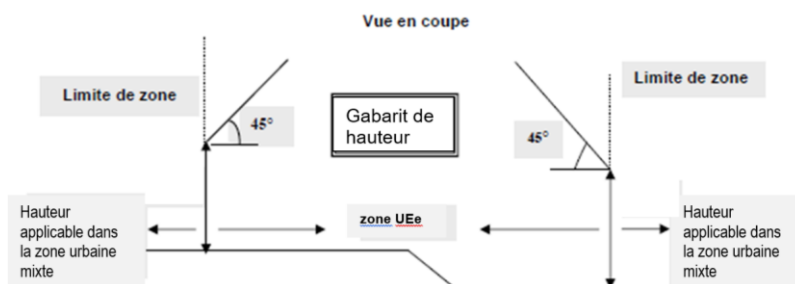 Vue en coupe
Limite de zone
Limite de zone
45°
Gabarit de
hauteur
45°
Hauteur
applicable dans
la zone urbaine
mixte
zone UEe
Hauteur
applicable dans
la zone urbaine
mixte